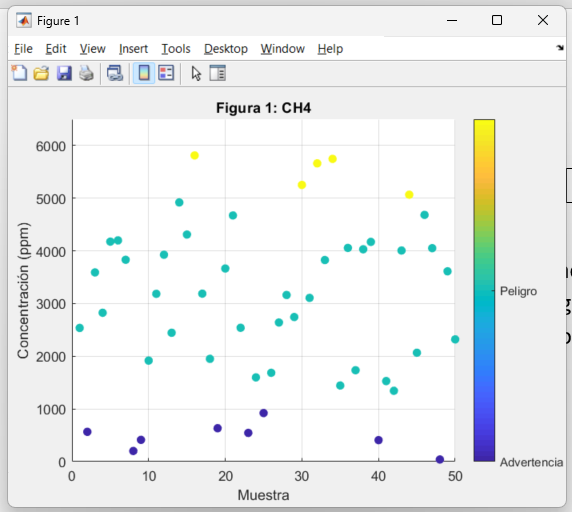 Figure 1
File Edit View Insert Tools Desktop Window Help
Figura 1: CH4
Concentración (ppm)
6000
5000
4000
3000
2000
1000
0
0 10 20 30 40 50
Muestra
Peligro
Advertencia